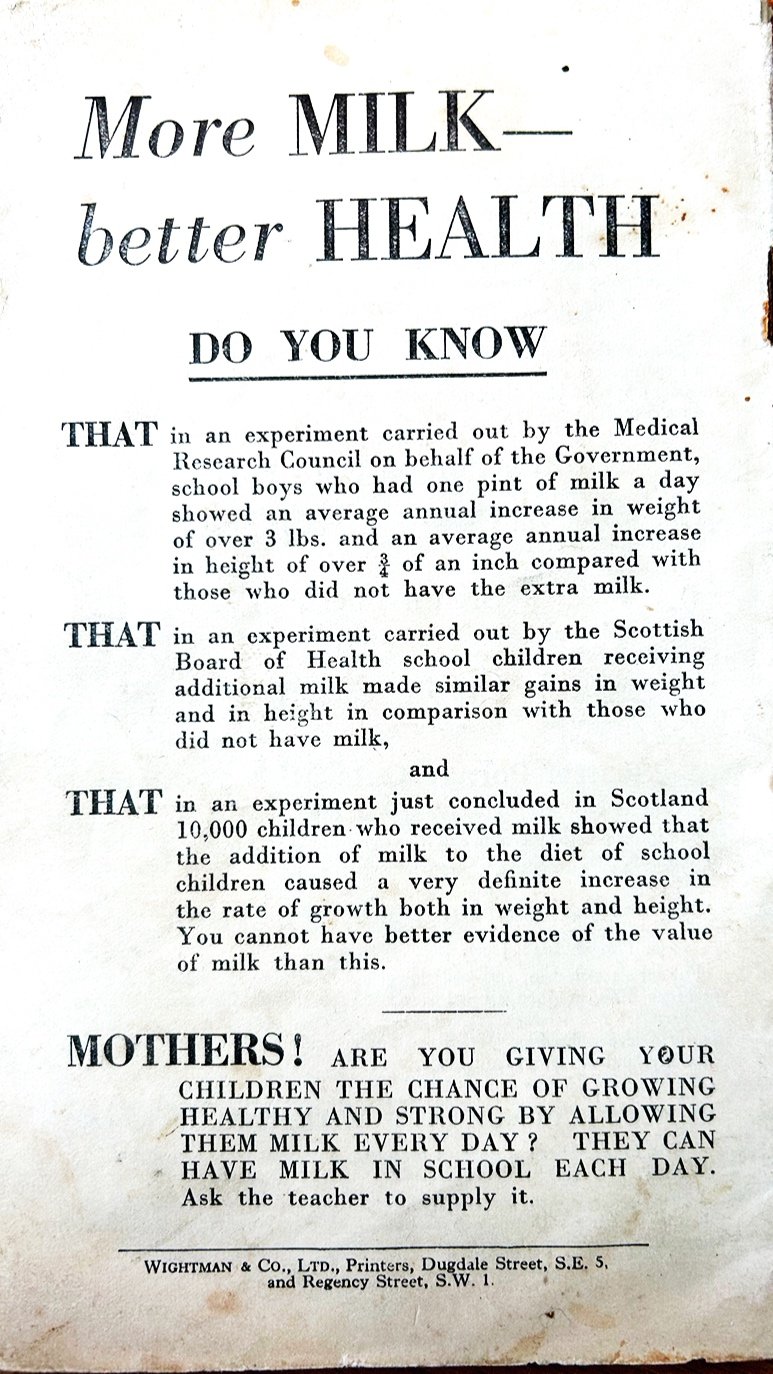 More MILK—
better HEALTH
DO YOU KNOW
THAT in an experiment carried out by the Medical
Research Council on behalf of the Government,
school boys who had one pint of milk a day
showed an average annual increase in weight
of over 3 lbs. and an average annual increase
in height of over ¾ of an inch compared with
those who did not have the extra milk.
THAT in an experiment carried out by the Scottish
Board of Health school children receiving
additional milk made similar gains in weight
and in height in comparison with those who
did not have milk,
and
THAT in an experiment just concluded in Scotland
10,000 children who received milk showed that
the addition of milk to the diet of school
children caused a very definite increase in
the rate of growth both in weight and height.
You cannot have better evidence of the value
of milk than this.
MOTHERS! ARE YOU GIVING YOUR
CHILDREN THE CHANCE OF GROWING
HEALTHY AND STRONG BY ALLOWING
THEM MILK EVERY DAY? THEY CAN
HAVE MILK IN SCHOOL EACH DAY.
Ask the teacher to supply it.
WIGHTMAN & CO., LTD., Printers, Dugdale Street, S.E. 5,
and Regency Street, S.W. 1.